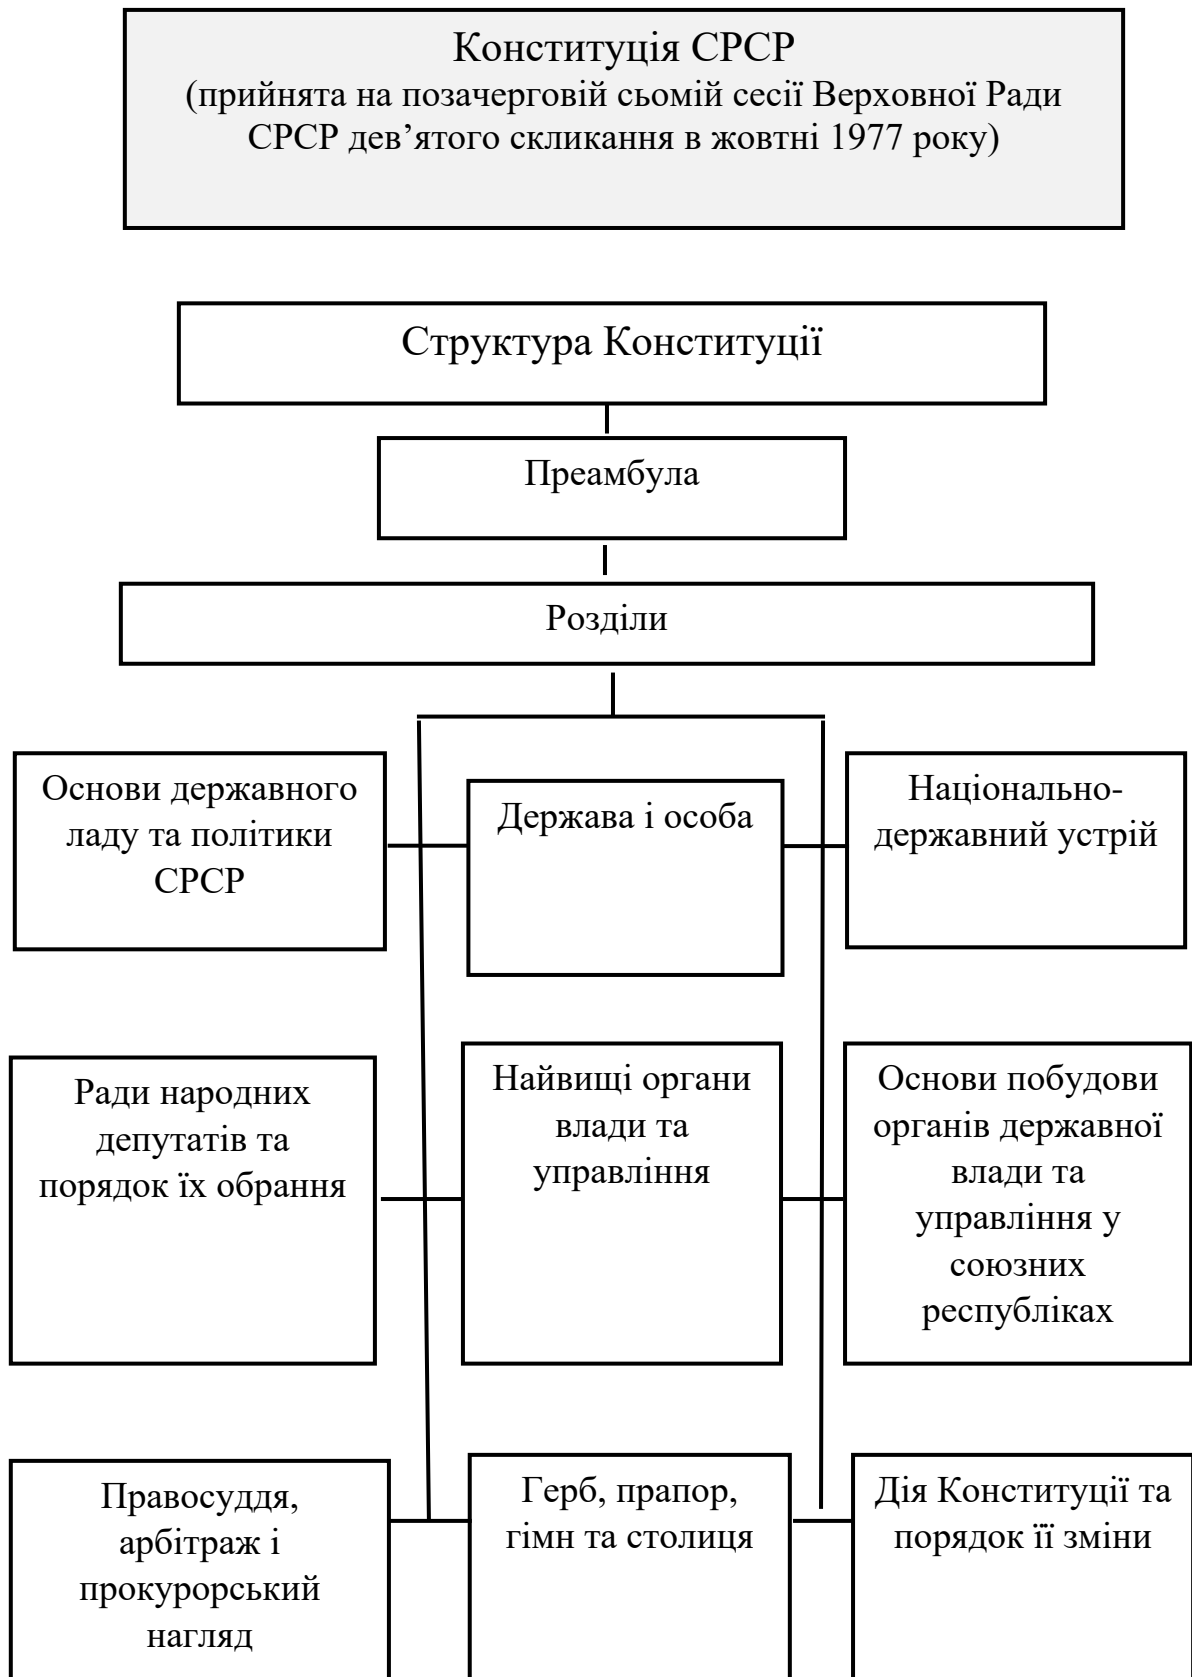 Конституція СРСР
(прийнята на позачерговій сьомій сесії Верховної Ради
СРСР дев’ятого скликання в жовтні 1977 року)
Структура Конституції
Преамбула
Розділи
Основи державного
ладу та політики
СРСР
Держава і особа
Національно-
державний устрій
Ради народних
депутатів та
порядок їх обрання
Найвищі органи
влади та
управління
Основи побудови
органів державної
влади та
управління у
союзних
республіках
Правосуддя,
арбітраж і
прокурорський
нагляд
Герб, прапор,
гімн та столиця
Дія Конституції та
порядок її зміни